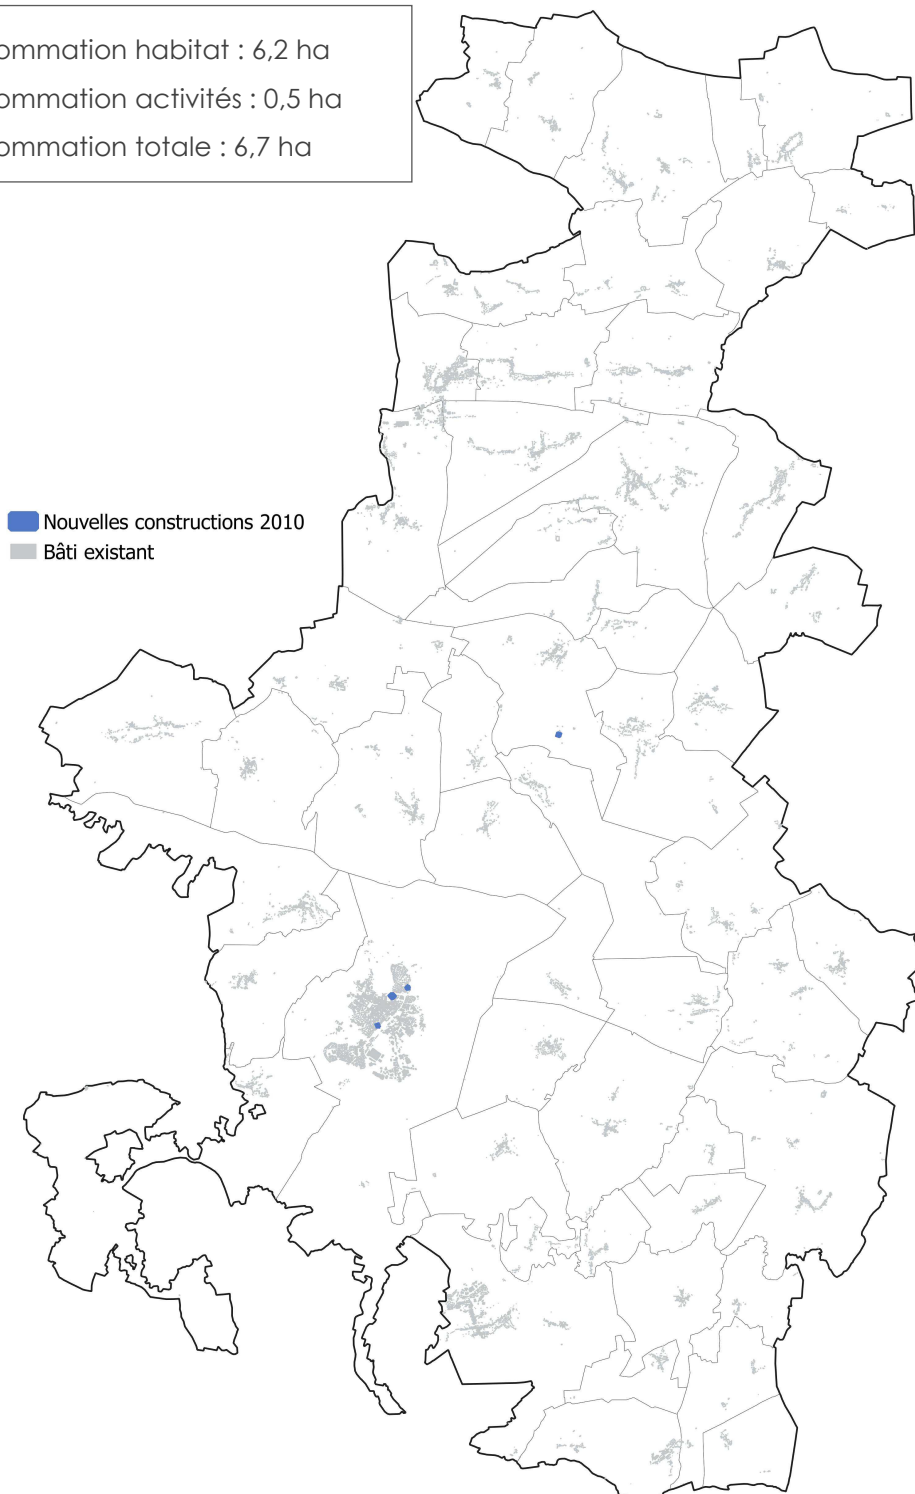 ommation habitat : 6,2 ha
ommation activités : 0,5 ha
ommation totale : 6,7 ha
Nouvelles constructions 2010
Bâti existant